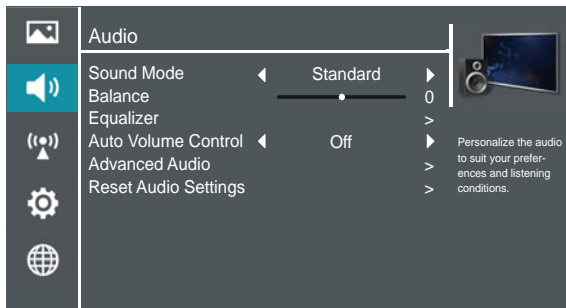 Audio
Sound Mode Standard
Balance 0
Equalizer >
Auto Volume Control Off
Advanced Audio >
Reset Audio Settings >
Personalize the audio
to suit your prefer-
ences and listening
conditions.